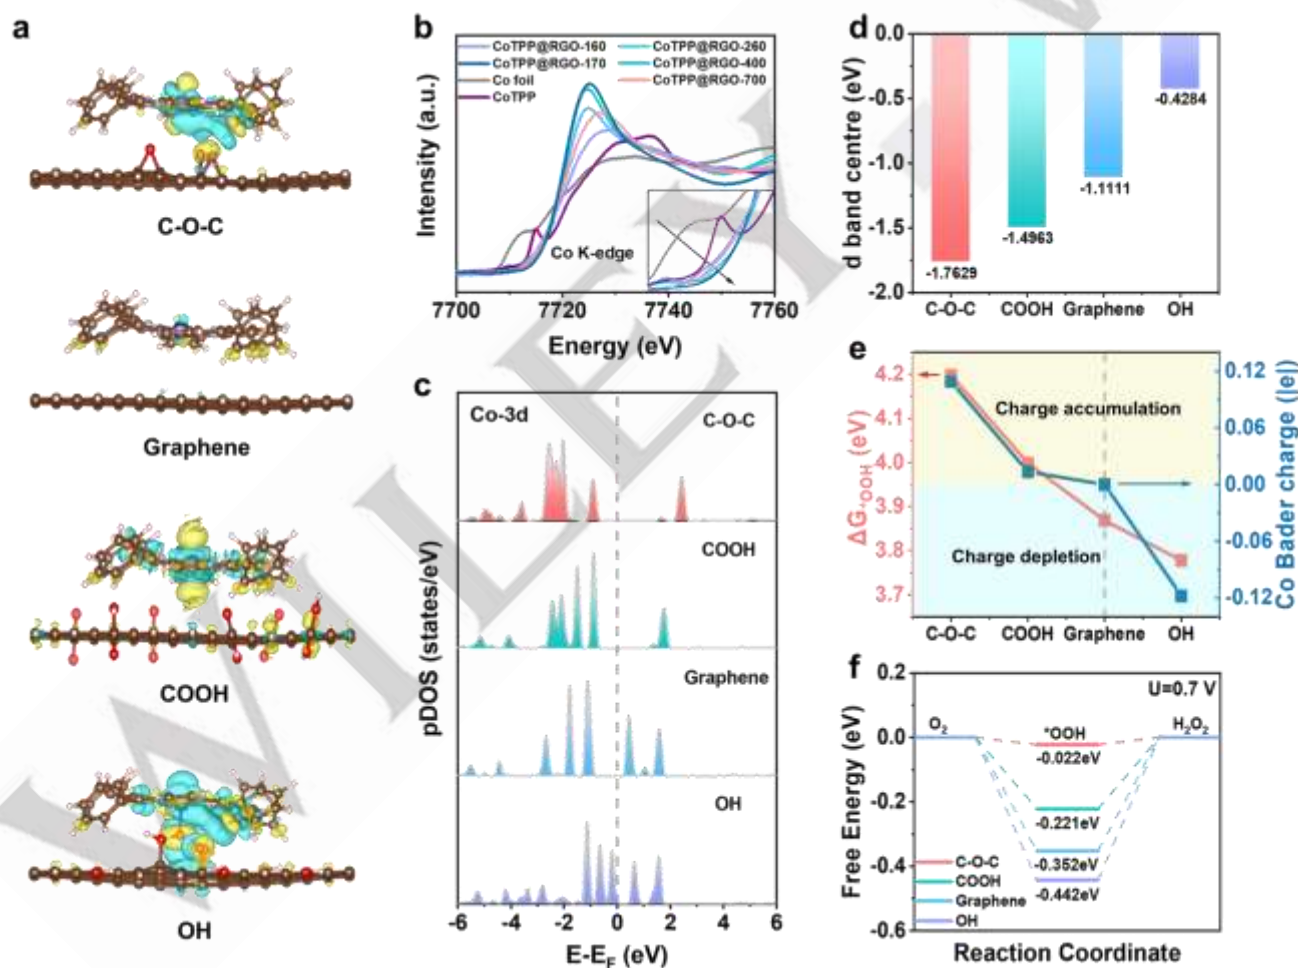 a
C-O-C
Graphene
COOH
OH
b
CoTPP@RGO-160
CoTPP@RGO-260
CoTPP@RGO-170
CoTPP@RGO-400
Co foil
CoTPP@RGO-700
CoTPP
Intensity (a.u.)
Co K-edge
7700
7720
7740
7760
Energy (eV)
c
Co-3d
C-O-C
COOH
Graphene
OH
pDOS (states/eV)
-6
-4
-2
0
2
4
6
E-E_F (eV)
d
d band centre (eV)
0.0
-0.5
-1.0
-1.5
-2.0
-1.7629
-1.4963
-1.1111
-0.4284
C-O-C
COOH
Graphene
OH
e
ΔG*OOH (eV)
4.2
4.1
4.0
3.9
3.8
3.7
Charge accumulation
Charge depletion
0.12
0.06
0.00
-0.06
-0.12
Co Bader charge (|e|)
C-O-C
COOH
Graphene
OH
f
Free Energy (eV)
0.2
0.0
-0.2
-0.4
-0.6
U=0.7 V
O₂
*OOH
H₂O₂
-0.022eV
-0.221eV
-0.352eV
-0.442eV
C-O-C
COOH
Graphene
OH
Reaction Coordinate
WILEY